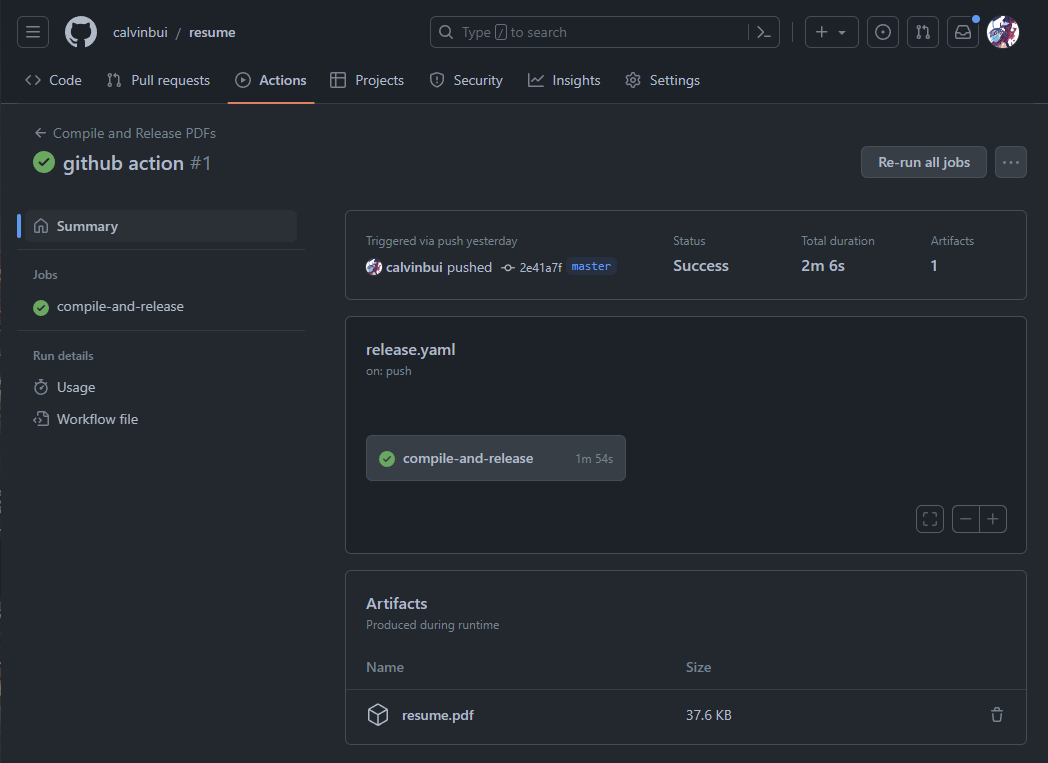 calvinbui / resume
Type / to search
Code Pull requests Actions Projects Security Insights Settings
Compile and Release PDFs
github action #1
Re-run all jobs
Summary
Jobs
compile-and-release
Run details
Usage
Workflow file
Triggered via push yesterday
calvinbui pushed 2e41a7f master
Status
Success
Total duration
2m 6s
Artifacts
1
release.yaml
on: push
compile-and-release 1m 54s
Artifacts
Produced during runtime
Name Size
resume.pdf 37.6 KB